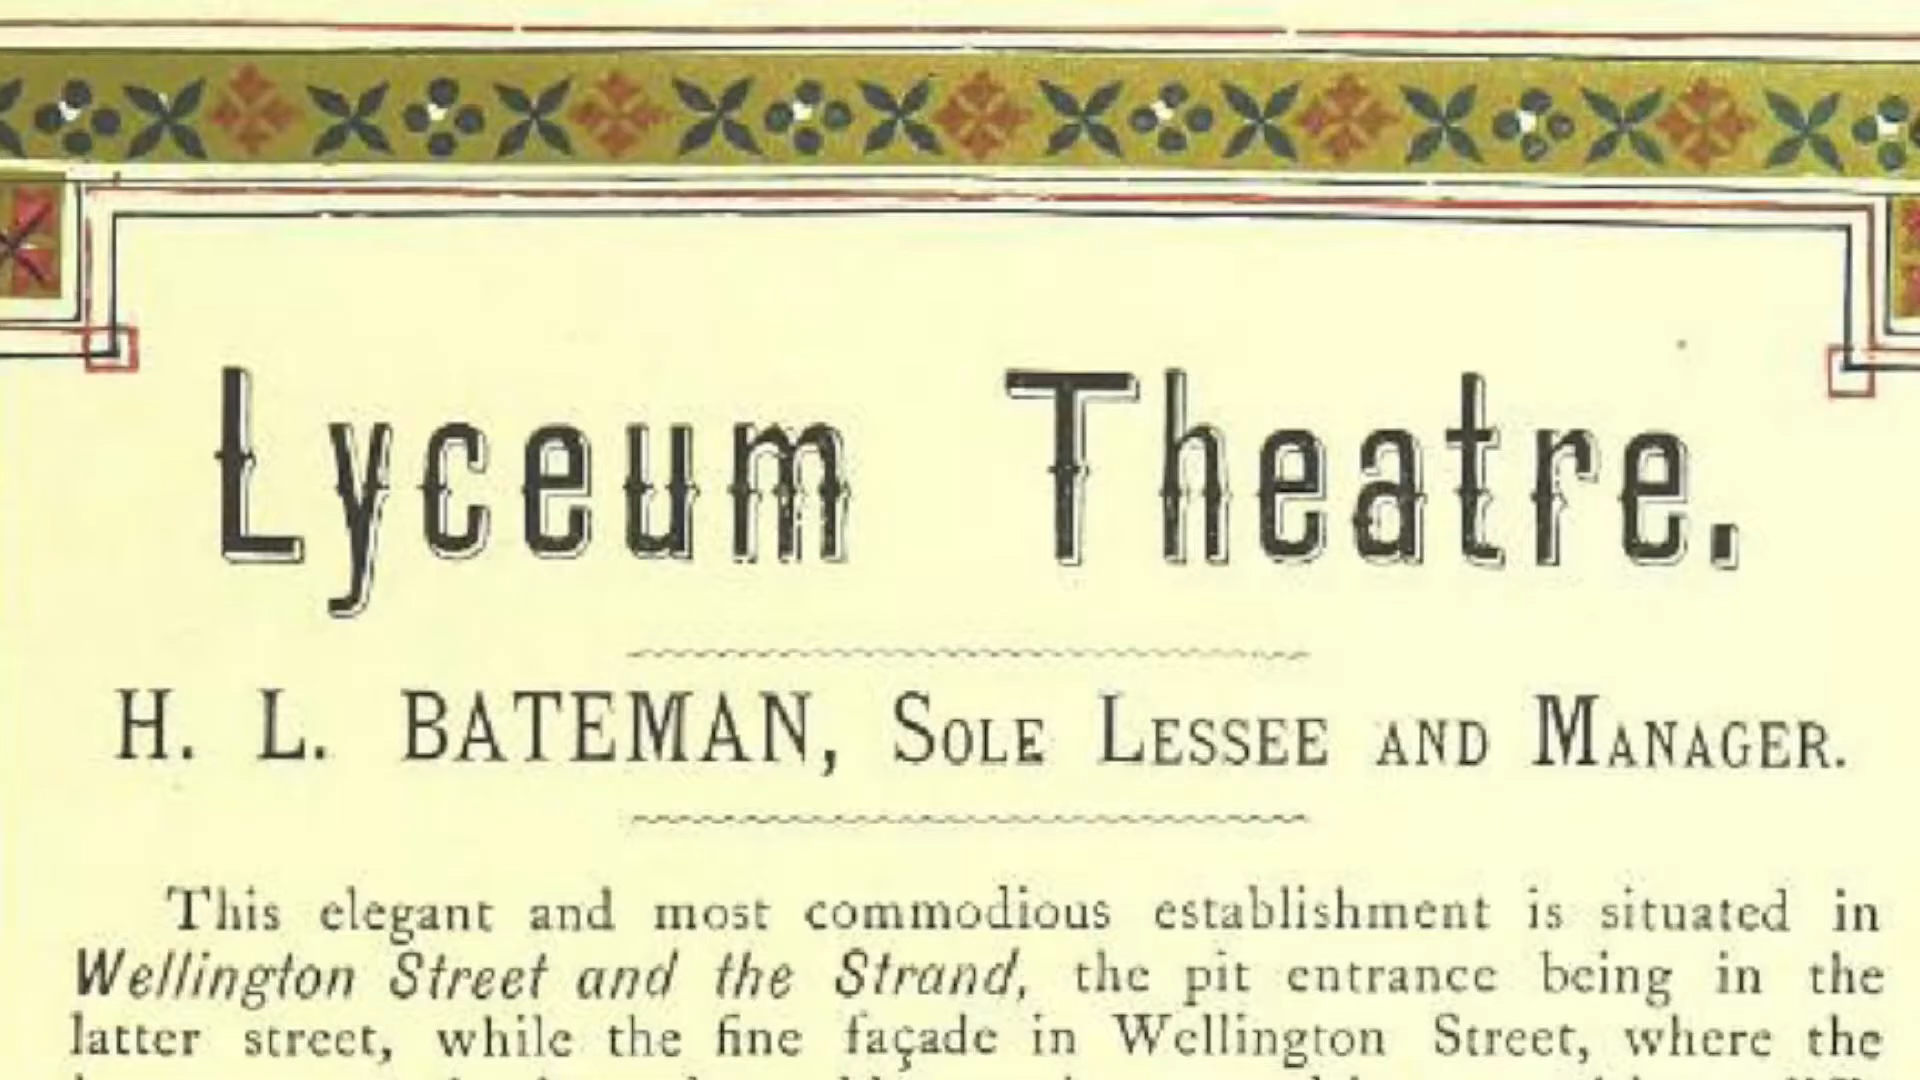 Lyceum Theatre.
H. L. BATEMAN, SOLE LESSEE AND MANAGER.
This elegant and most commodious establishment is situated in
Wellington Street and the Strand, the pit entrance being in the
latter street, while the fine façade in Wellington Street, where the